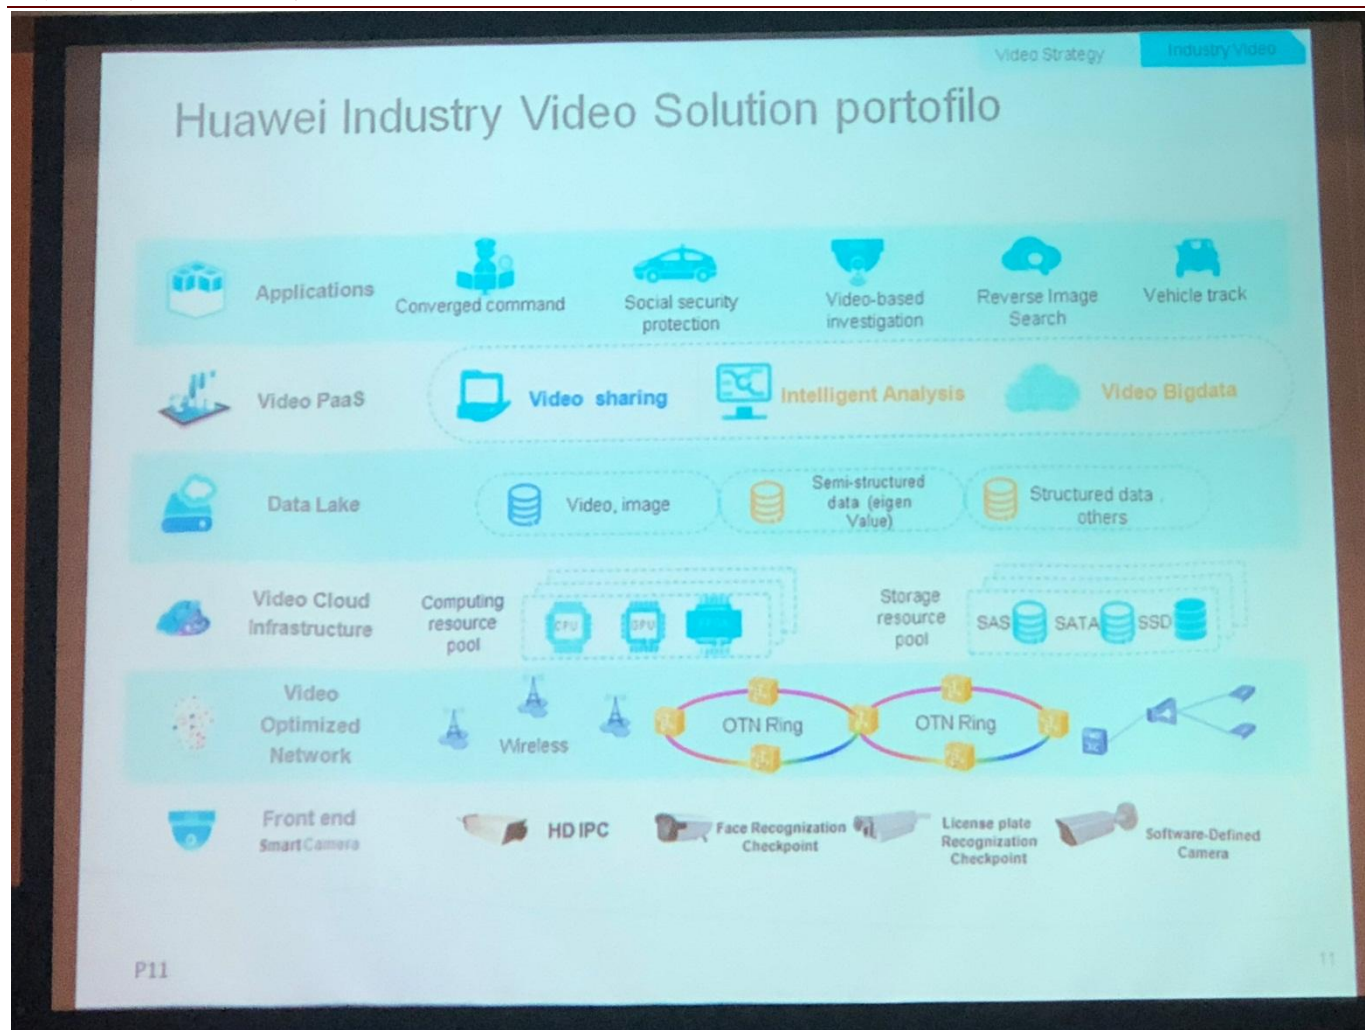 Video Strategy
Industry Video
Huawei Industry Video Solution portofilo
Applications
Converged command
Social security
protection
Video-based
investigation
Reverse Image
Search
Vehicle track
Video PaaS
Video sharing
Intelligent Analysis
Video Bigdata
Data Lake
Video, image
Semi-structured
data (eigen
Value)
Structured data ,
others
Video Cloud
Infrastructure
Computing
resource
pool
CPU
GPU
Storage
resource
pool
SAS
SATA
SSD
Video
Optimized
Network
Wireless
OTN Ring
OTN Ring
Front end
SmartCamera
HD IPC
Face Recognization
Checkpoint
License plate
Recognization
Checkpoint
Software-Defined
Camera
P11
11